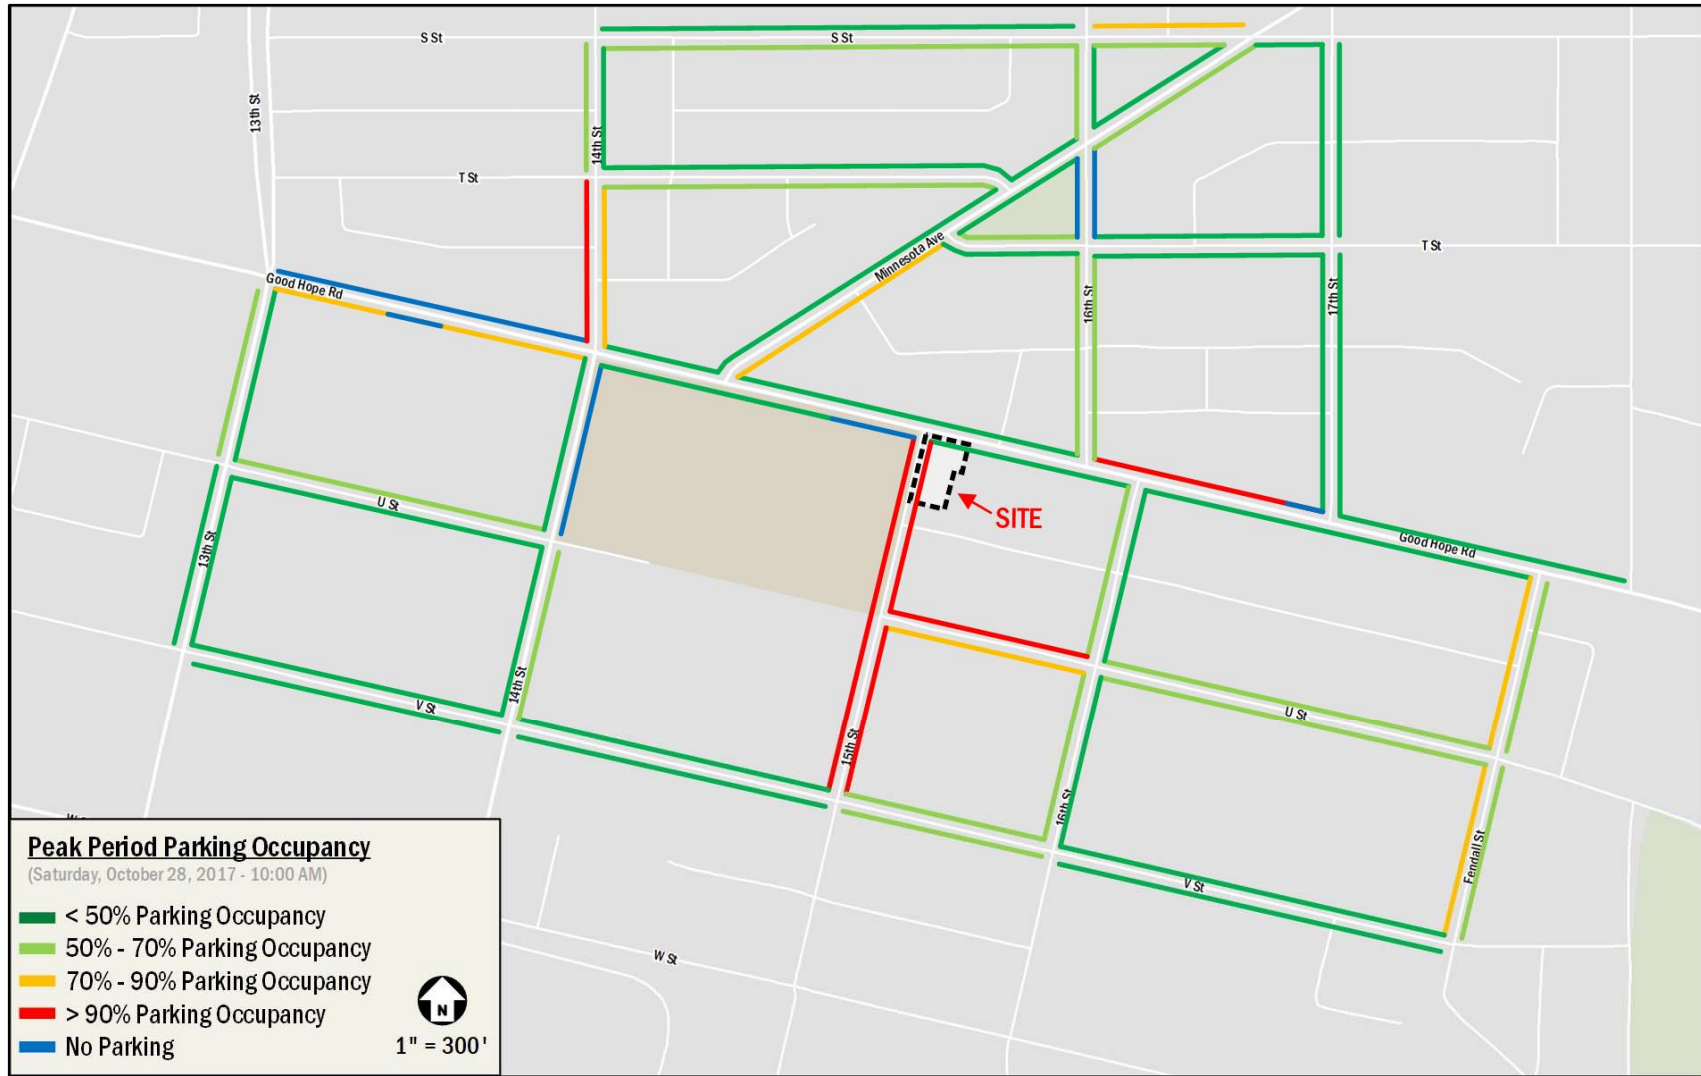 S St
S St
13th St
14th St
T St
Minnesota Ave
T St
Good Hope Rd
16th St
17th St
SITE
U St
Good Hope Rd
13th St
14th St
V St
15th St
U St
16th St
Fendall St
V St
W St
Peak Period Parking Occupancy
(Saturday, October 28, 2017 - 10:00 AM)
< 50% Parking Occupancy
50% - 70% Parking Occupancy
70% - 90% Parking Occupancy
> 90% Parking Occupancy
No Parking
N
1" = 300'